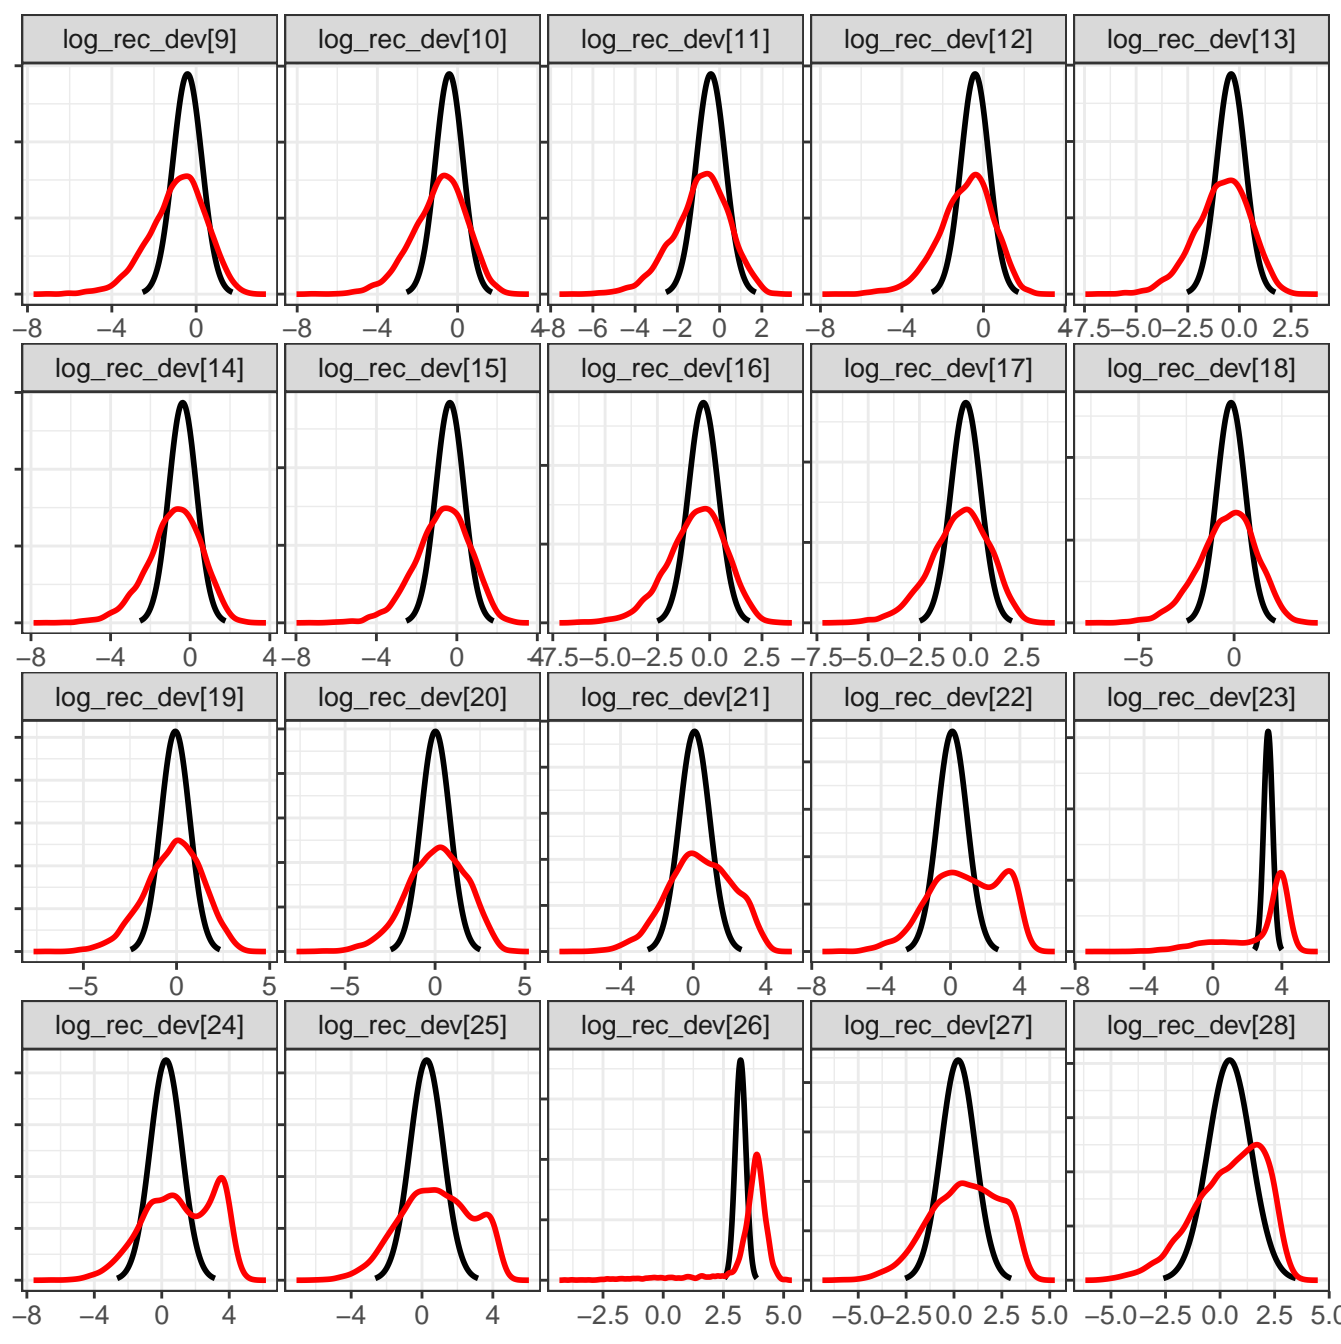 log_rec_dev[9] log_rec_dev[10] log_rec_dev[11] log_rec_dev[12] log_rec_dev[13]
−8 −4 0 −8 −4 0 4 −8 −6 −4 −2 0 2 −8 −4 0 4 −7.5 −5.0 −2.5 0.0 2.5
log_rec_dev[14] log_rec_dev[15] log_rec_dev[16] log_rec_dev[17] log_rec_dev[18]
−8 −4 0 4 −8 −4 0 4 −7.5 −5.0 −2.5 0.0 2.5 −7.5 −5.0 −2.5 0.0 2.5 −5 0
log_rec_dev[19] log_rec_dev[20] log_rec_dev[21] log_rec_dev[22] log_rec_dev[23]
−5 0 5 −5 0 5 −4 0 4 −8 −4 0 4 −8 −4 0 4
log_rec_dev[24] log_rec_dev[25] log_rec_dev[26] log_rec_dev[27] log_rec_dev[28]
−8 −4 0 4 −4 0 4 −2.5 0.0 2.5 5.0 −5.0 −2.5 0.0 2.5 5.0 −5.0 −2.5 0.0 2.5 5.0